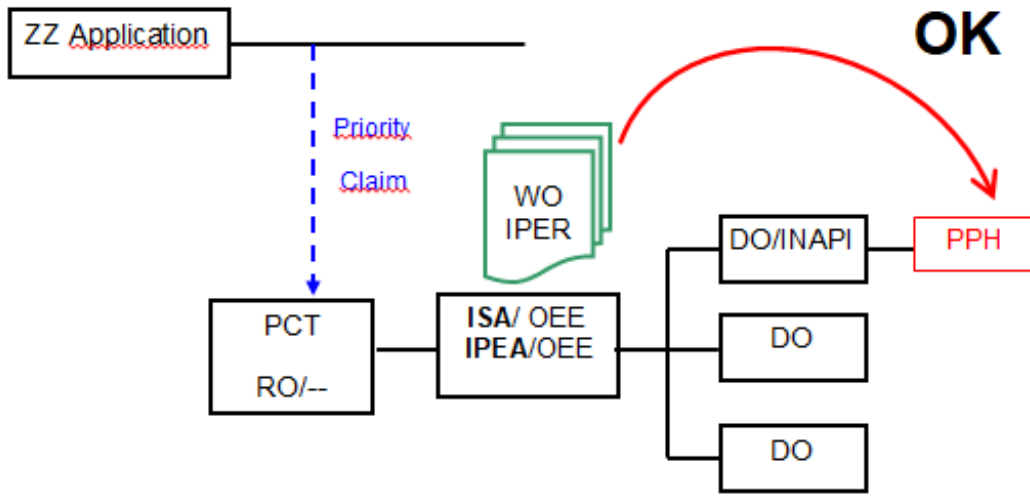 ZZ Application
OK
Priority
Claim
WO
IPER
DO/INAPI
PPH
PCT
RO/--
ISA/ OEE
IPEA/OEE
DO
DO